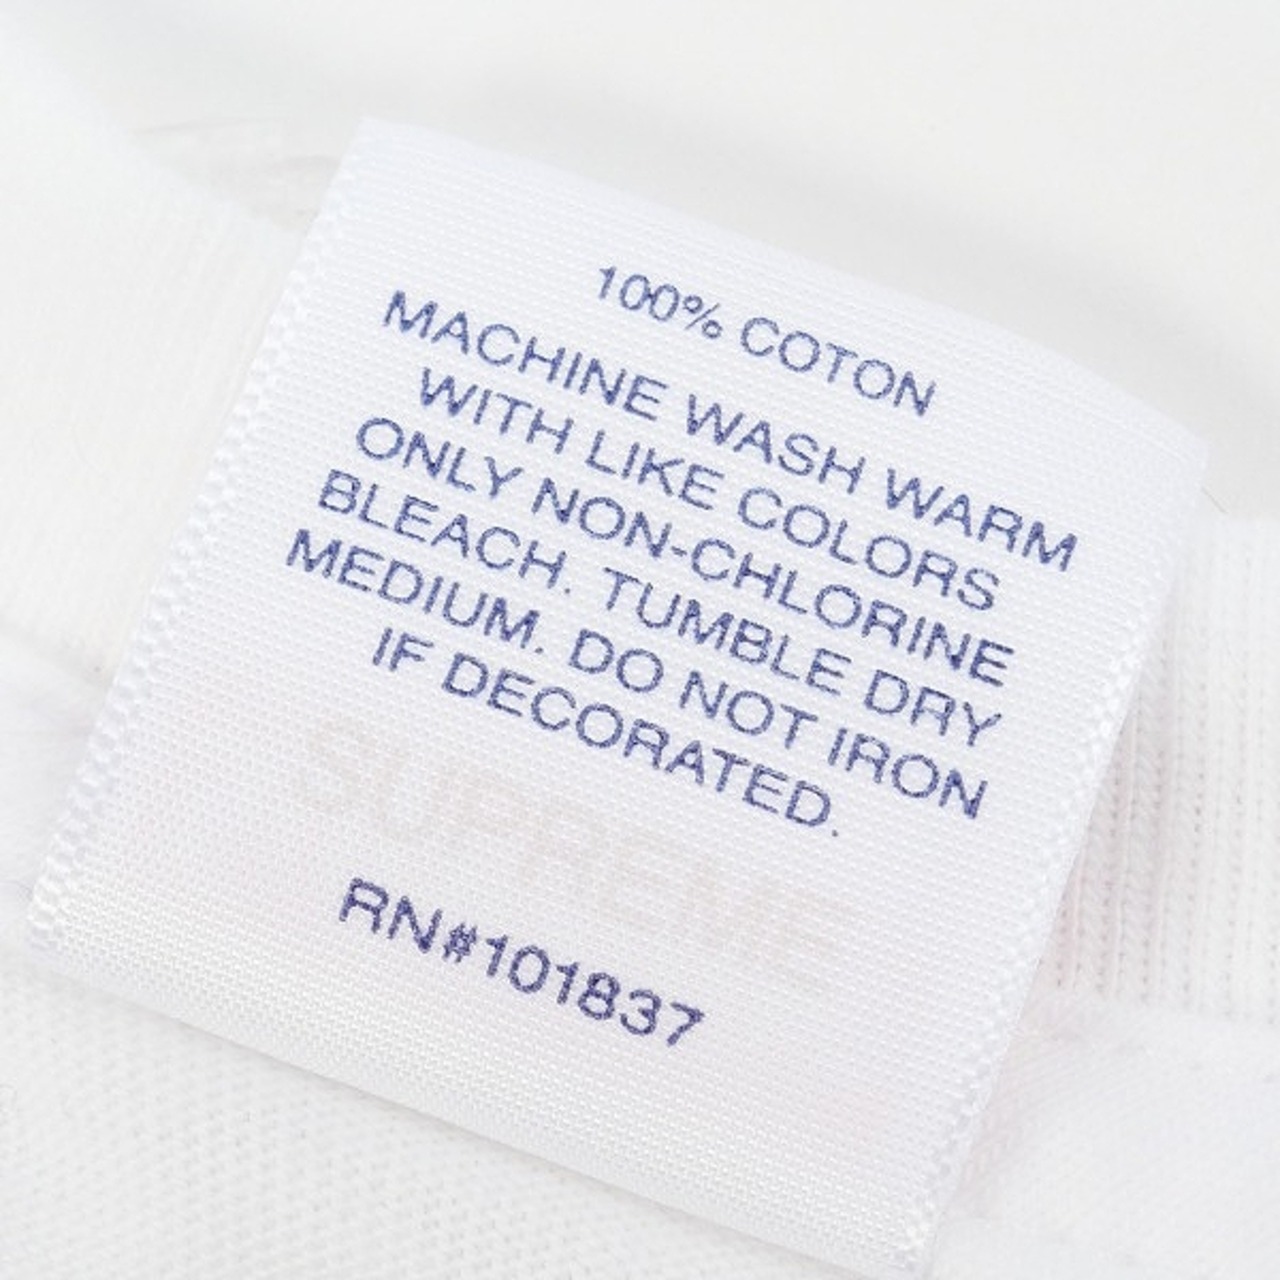 100% COTON
MACHINE WASH WARM
WITH LIKE COLORS
ONLY NON-CHLORINE
BLEACH. TUMBLE DRY
MEDIUM. DO NOT IRON
IF DECORATED.
RN#101837